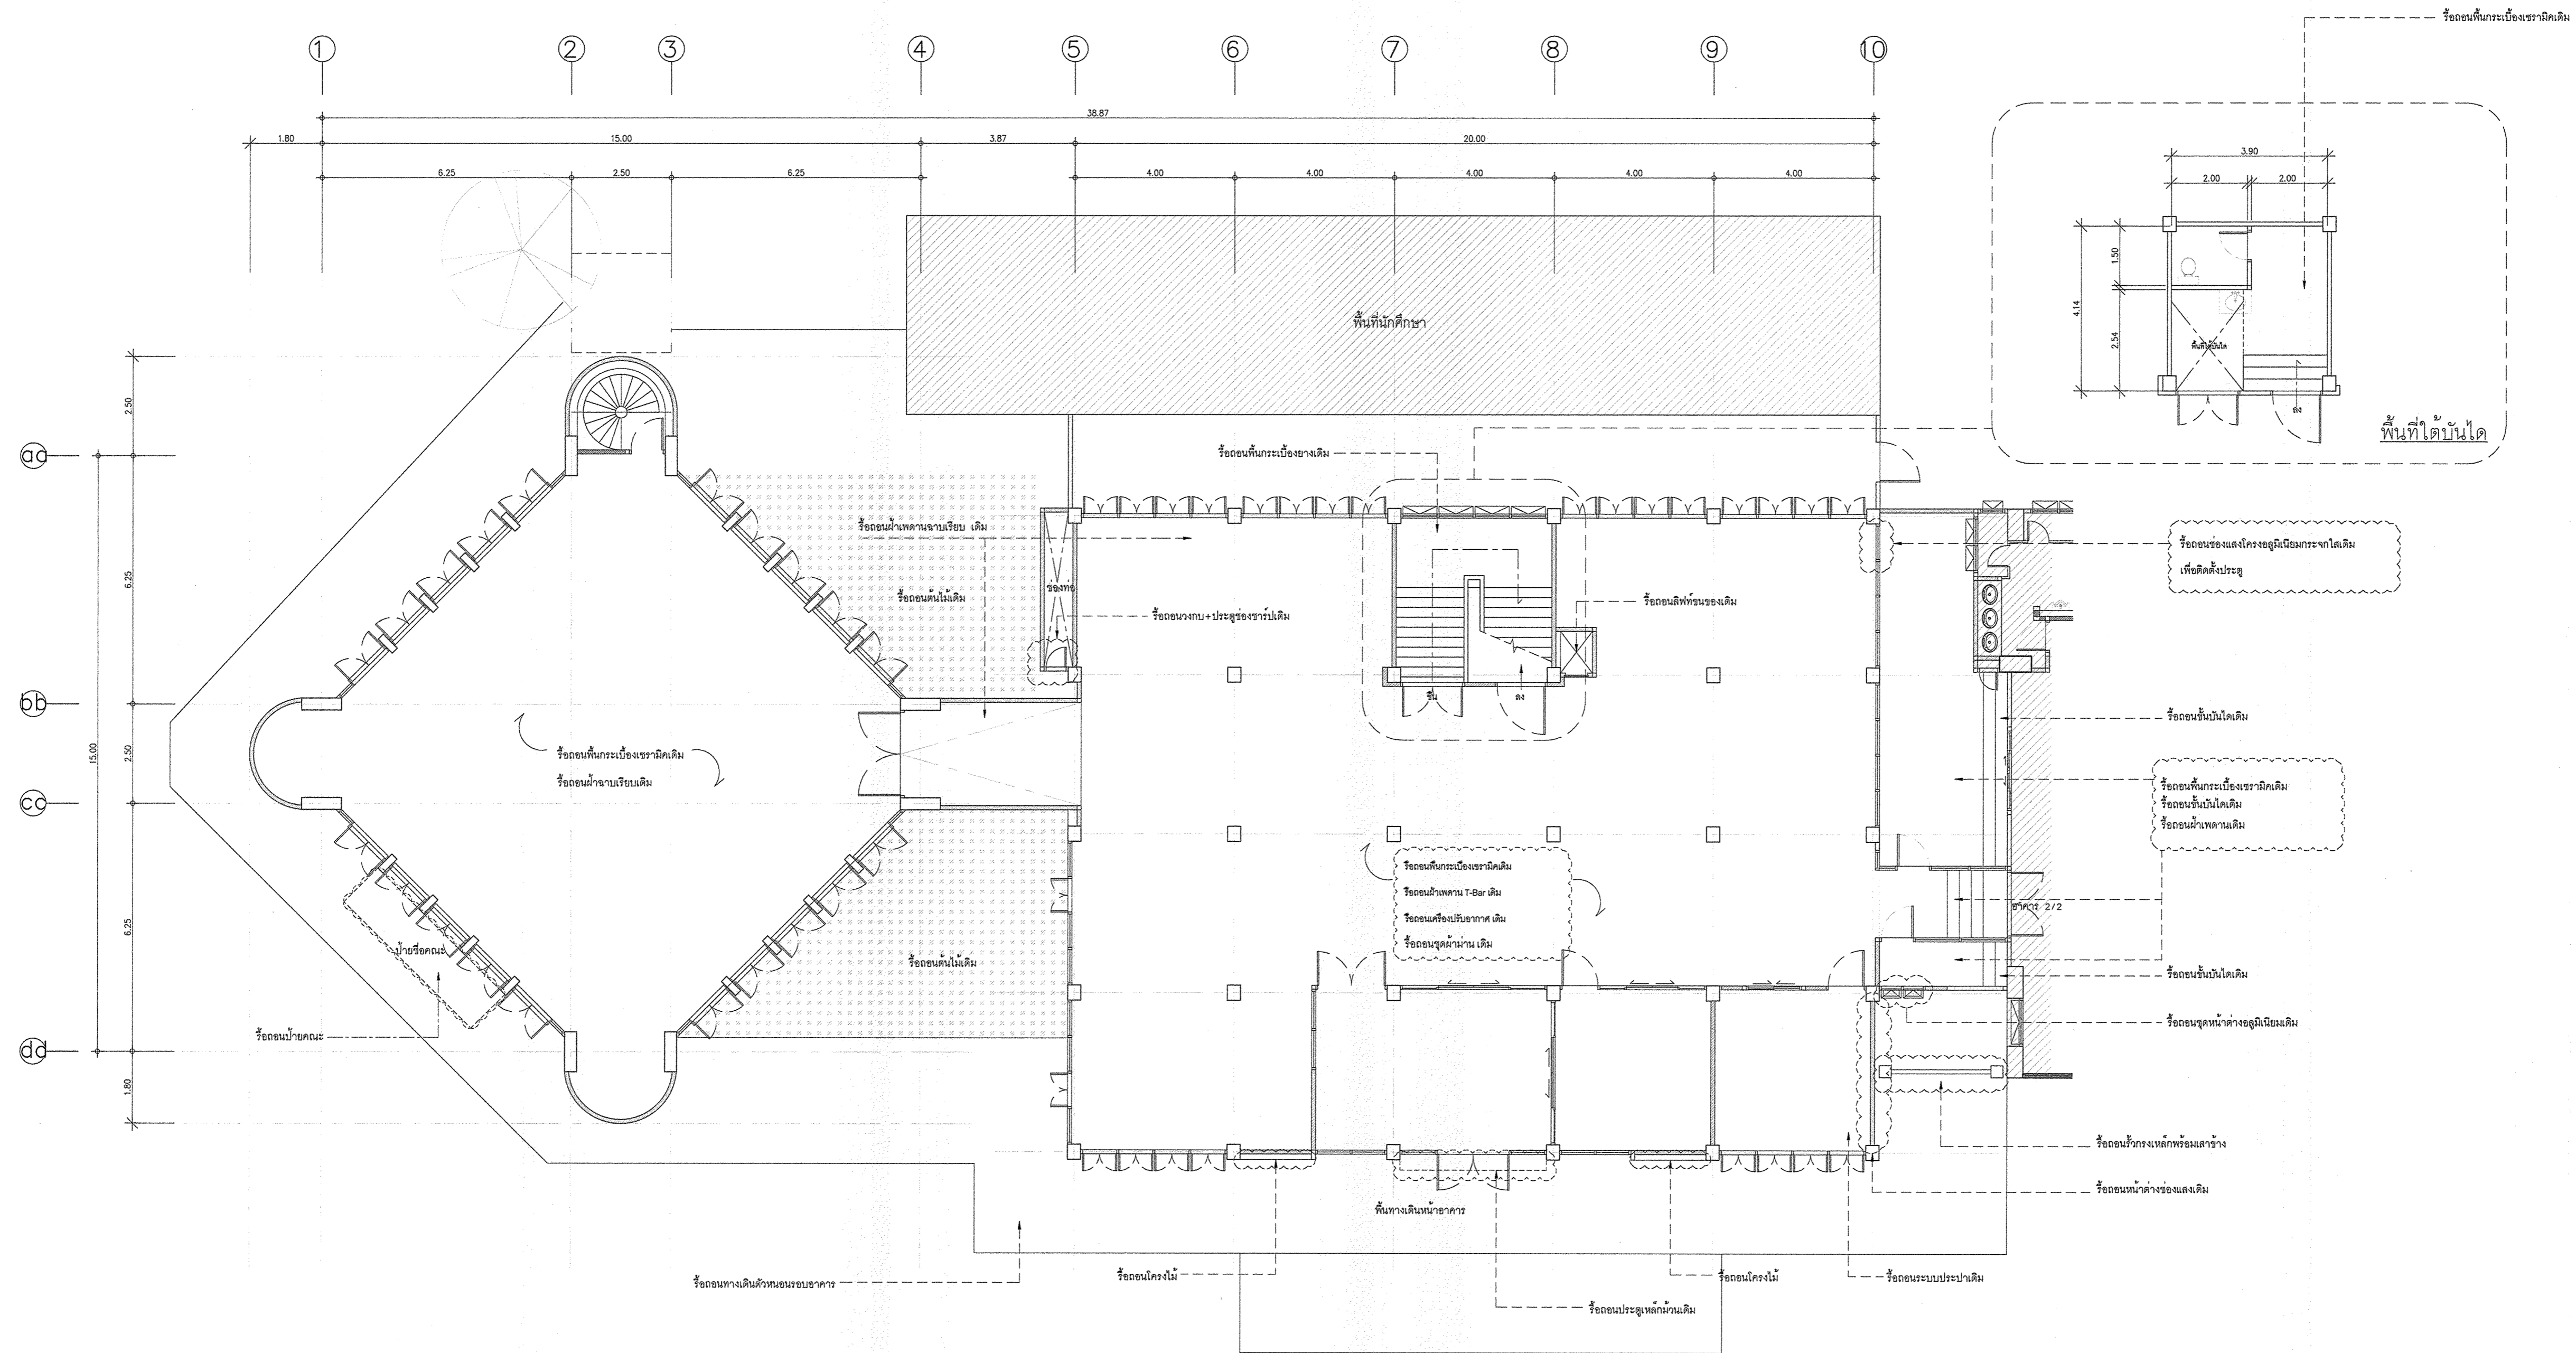 รื้อถอนพื้นกระเบื้องเซรามิคเดิม
1
2
3
4
5
6
7
8
9
10
38.87
1.80
15.00
3.87
20.00
6.25
2.50
6.25
4.00
4.00
4.00
4.00
4.00
3.90
2.00
2.00
1.50
4.14
2.54
พื้นที่ใต้บันได
ลง
พื้นที่ใต้บันได
พื้นที่นักศึกษา
2.50
aa
รื้อถอนพื้นกระเบื้องยางเดิม
รื้อถอนฝ้าเพดานฉาบเรียบ เดิม
รื้อถอนช่องแสงโครงอลูมิเนียมกระจกใสเดิม
เพื่อติดตั้งประตู
6.25
ช่องท่อ
รื้อถอนต้นไม้เดิม
รื้อถอนวงกบ+ประตูช่องชาร์ปเดิม
รื้อถอนลิฟท์ขนของเดิม
ขึ้น
ลง
bb
รื้อถอนขั้นบันไดเดิม
15.00
2.50
รื้อถอนพื้นกระเบื้องเซรามิคเดิม
รื้อถอนฝ้าฉาบเรียบเดิม
รื้อถอนพื้นกระเบื้องเซรามิคเดิม
รื้อถอนขั้นบันไดเดิม
รื้อถอนฝ้าเพดานเดิม
cc
รื้อถอนพื้นกระเบื้องเซรามิคเดิม
รื้อถอนฝ้าเพดาน T-Bar เดิม
รื้อถอนเครื่องปรับอากาศ เดิม
รื้อถอนชุดผ้าม่าน เดิม
อาคาร 2/2
6.25
ป้ายชื่อคณะ
รื้อถอนต้นไม้เดิม
รื้อถอนขั้นบันไดเดิม
รื้อถอนป้ายคณะ
รื้อถอนชุดหน้าต่างอลูมิเนียมเดิม
dd
1.80
รื้อถอนรั้วกรงเหล็กพร้อมเสาข้าง
รื้อถอนหน้าต่างช่องแสงเดิม
พื้นทางเดินหน้าอาคาร
รื้อถอนทางเดินตัวหนอนรอบอาคาร
รื้อถอนโครงไม้
รื้อถอนโครงไม้
รื้อถอนระบบประปาเดิม
รื้อถอนประตูเหล็กม้วนเดิม